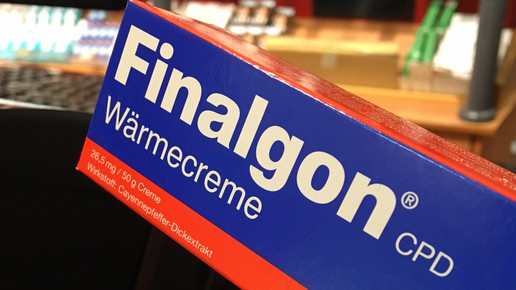 Finalgon® CPD
Wärmecreme
26,5 mg / 50 g Creme
Wirkstoff: Cayennepfeffer-Dickextrakt